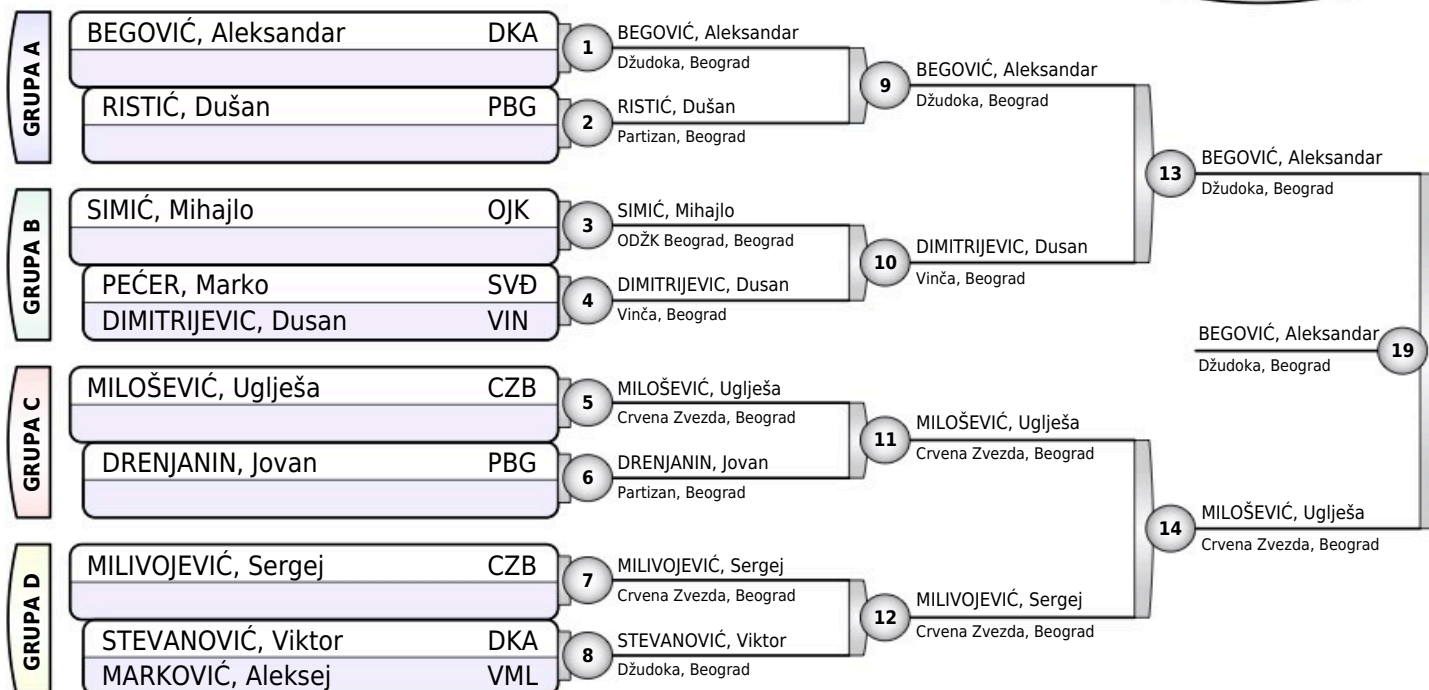 GRUPA A
BEGOVIĆ, Aleksandar DKA
RISTIĆ, Dušan PBG
GRUPA B
SIMIĆ, Mihajlo OJK
PEĆER, Marko SVĐ
DIMITRIJEVIC, Dusan VIN
GRUPA C
MILOŠEVIĆ, Uglješa CZB
DRENJANIN, Jovan PBG
GRUPA D
MILIVOJEVIĆ, Sergej CZB
STEVANOVIĆ, Viktor DKA
MARKOVIĆ, Aleksej VML
1 BEGOVIĆ, Aleksandar
Džudoka, Beograd
2 RISTIĆ, Dušan
Partizan, Beograd
3 SIMIĆ, Mihajlo
ODŽK Beograd, Beograd
4 DIMITRIJEVIC, Dusan
Vinča, Beograd
5 MILOŠEVIĆ, Uglješa
Crvena Zvezda, Beograd
6 DRENJANIN, Jovan
Partizan, Beograd
7 MILIVOJEVIĆ, Sergej
Crvena Zvezda, Beograd
8 STEVANOVIĆ, Viktor
Džudoka, Beograd
9 BEGOVIĆ, Aleksandar
Džudoka, Beograd
10 DIMITRIJEVIC, Dusan
Vinča, Beograd
11 MILOŠEVIĆ, Uglješa
Crvena Zvezda, Beograd
12 MILIVOJEVIĆ, Sergej
Crvena Zvezda, Beograd
13 BEGOVIĆ, Aleksandar
Džudoka, Beograd
14 MILOŠEVIĆ, Uglješa
Crvena Zvezda, Beograd
BEGOVIĆ, Aleksandar 19
Džudoka, Beograd